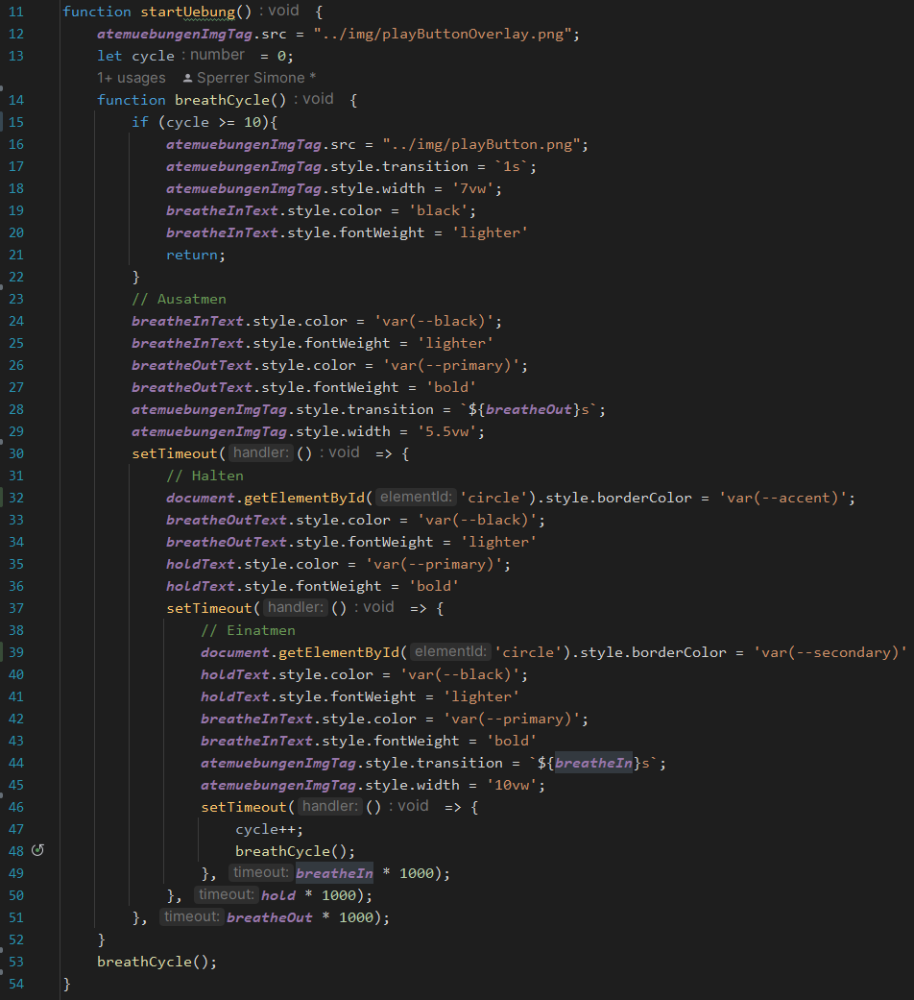 11 function startUebung() : void {
12 atemuebungenImgTag.src = "../img/playButtonOverlay.png";
13 let cycle : number = 0;
1+ usages Sperrer Simone *
14 function breathCycle() : void {
15 if (cycle >= 10){
16 atemuebungenImgTag.src = "../img/playButton.png";
17 atemuebungenImgTag.style.transition = `1s`;
18 atemuebungenImgTag.style.width = '7vw';
19 breatheInText.style.color = 'black';
20 breatheInText.style.fontWeight = 'lighter'
21 return;
22 }
23 // Ausatmen
24 breatheInText.style.color = 'var(--black)';
25 breatheInText.style.fontWeight = 'lighter'
26 breatheOutText.style.color = 'var(--primary)';
27 breatheOutText.style.fontWeight = 'bold'
28 atemuebungenImgTag.style.transition = `${breatheOut}s`;
29 atemuebungenImgTag.style.width = '5.5vw';
30 setTimeout( handler: () : void => {
31 // Halten
32 document.getElementById( elementId: 'circle').style.borderColor = 'var(--accent)';
33 breatheOutText.style.color = 'var(--black)';
34 breatheOutText.style.fontWeight = 'lighter'
35 holdText.style.color = 'var(--primary)';
36 holdText.style.fontWeight = 'bold'
37 setTimeout( handler: () : void => {
38 // Einatmen
39 document.getElementById( elementId: 'circle').style.borderColor = 'var(--secondary)'
40 holdText.style.color = 'var(--black)';
41 holdText.style.fontWeight = 'lighter'
42 breatheInText.style.color = 'var(--primary)';
43 breatheInText.style.fontWeight = 'bold'
44 atemuebungenImgTag.style.transition = `${breatheIn}s`;
45 atemuebungenImgTag.style.width = '10vw';
46 setTimeout( handler: () : void => {
47 cycle++;
48 breathCycle();
49 }, timeout: breatheIn * 1000);
50 }, timeout: hold * 1000);
51 }, timeout: breatheOut * 1000);
52 }
53 breathCycle();
54 }